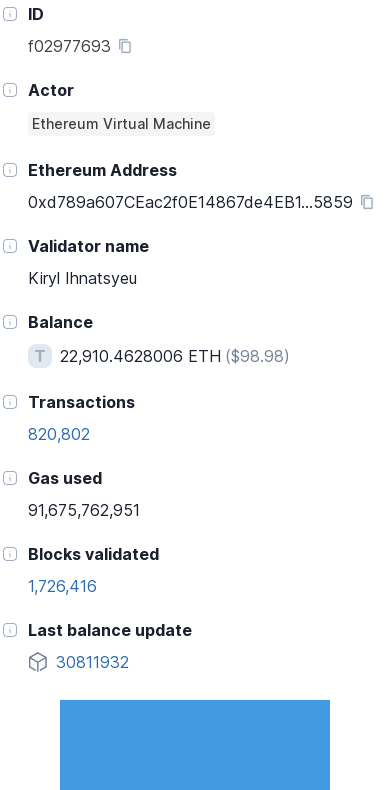 ID
f02977693
Actor
Ethereum Virtual Machine
Ethereum Address
0xd789a607CEac2f0E14867de4EB1...5859
Validator name
Kiryl Ihnatsyeu
Balance
T 22,910.4628006 ETH ($98.98)
Transactions
820,802
Gas used
91,675,762,951
Blocks validated
1,726,416
Last balance update
30811932